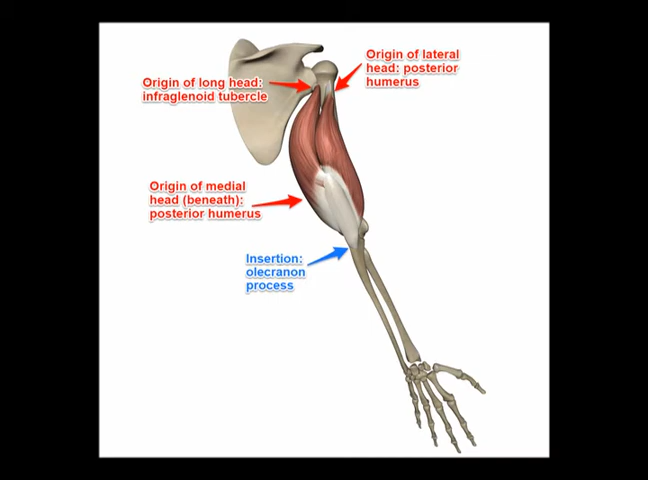 Origin of lateral
head: posterior
humerus
Origin of long head:
infraglenoid tubercle
Origin of medial
head (beneath):
posterior humerus
Insertion:
olecranon
process